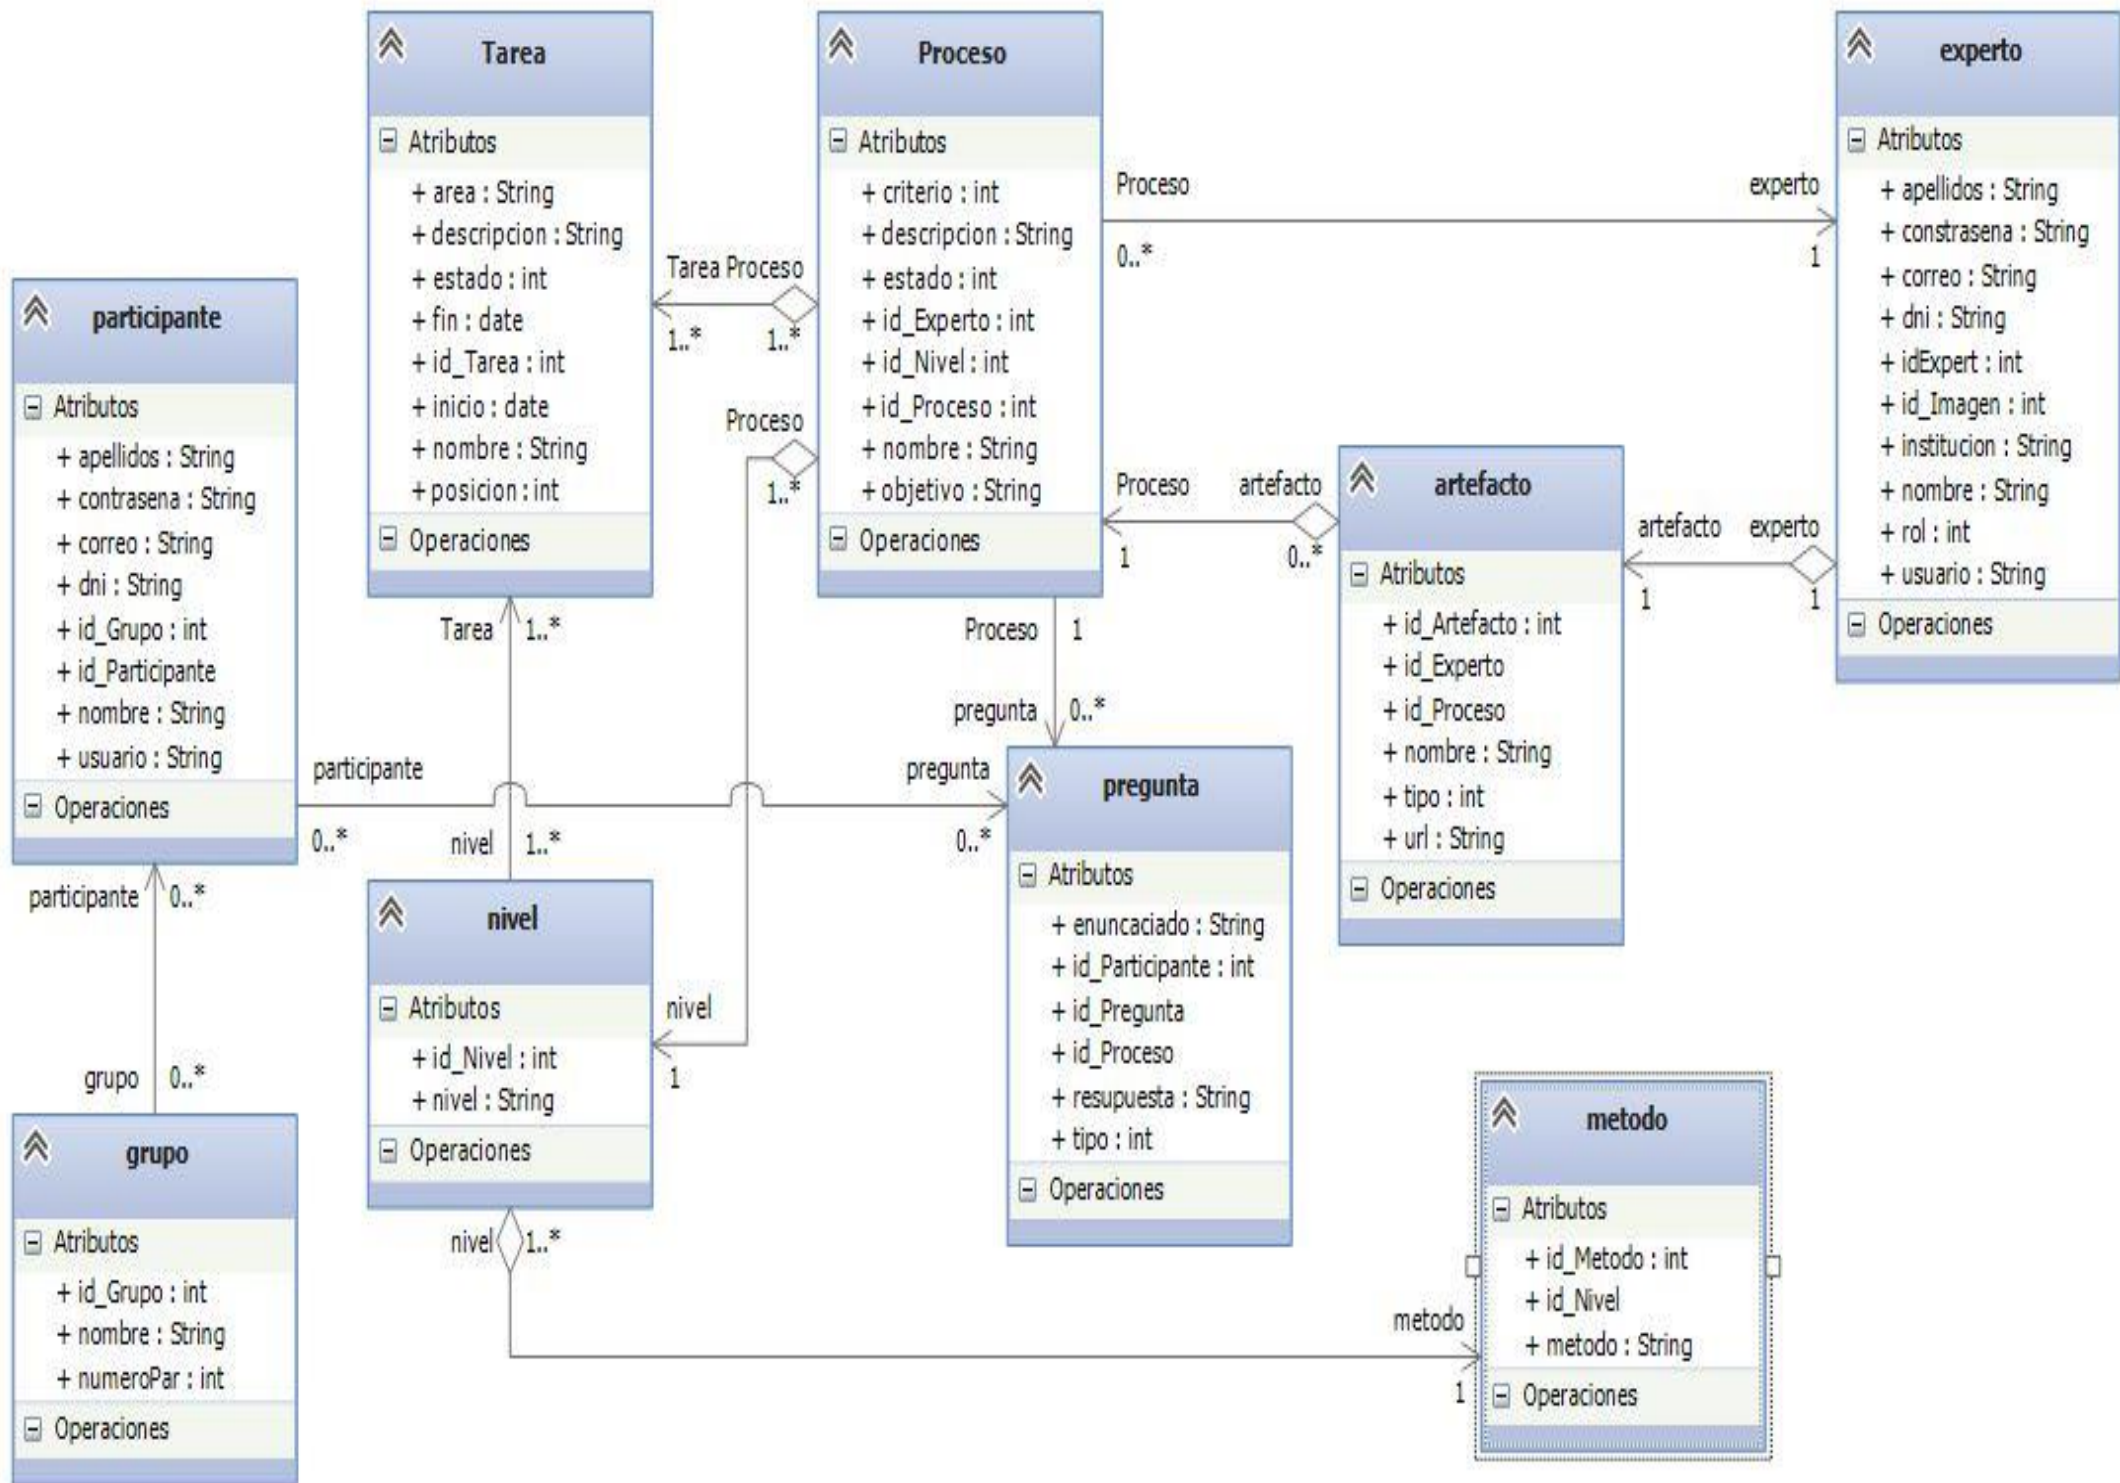 Tarea
Atributos
+ area : String
+ descripcion : String
+ estado : int
+ fin : date
+ id_Tarea : int
+ inicio : date
+ nombre : String
+ posicion : int
Operaciones
Proceso
Atributos
+ criterio : int
+ descripcion : String
+ estado : int
+ id_Experto : int
+ id_Nivel : int
+ id_Proceso : int
+ nombre : String
+ objetivo : String
Operaciones
experto
Atributos
+ apellidos : String
+ constrasena : String
+ correo : String
+ dni : String
+ idExpert : int
+ id_Imagen : int
+ institucion : String
+ nombre : String
+ rol : int
+ usuario : String
Operaciones
Proceso
experto
0..*
1
Tarea Proceso
1..*
1..*
Proceso
1..*
participante
Atributos
+ apellidos : String
+ contrasena : String
+ correo : String
+ dni : String
+ id_Grupo : int
+ id_Participante
+ nombre : String
+ usuario : String
Operaciones
Proceso
artefacto
1
0..*
artefacto
Atributos
+ id_Artefacto : int
+ id_Experto
+ id_Proceso
+ nombre : String
+ tipo : int
+ url : String
Operaciones
artefacto
experto
1
1
Tarea
1..*
Proceso
1
pregunta
0..*
participante
pregunta
0..*
0..*
nivel
1..*
participante
0..*
grupo
0..*
nivel
Atributos
+ id_Nivel : int
+ nivel : String
Operaciones
nivel
1
pregunta
Atributos
+ enuncaciado : String
+ id_Participante : int
+ id_Pregunta
+ id_Proceso
+ resupuesta : String
+ tipo : int
Operaciones
grupo
Atributos
+ id_Grupo : int
+ nombre : String
+ numeroPar : int
Operaciones
nivel
1..*
metodo
1
metodo
Atributos
+ id_Metodo : int
+ id_Nivel
+ metodo : String
Operaciones